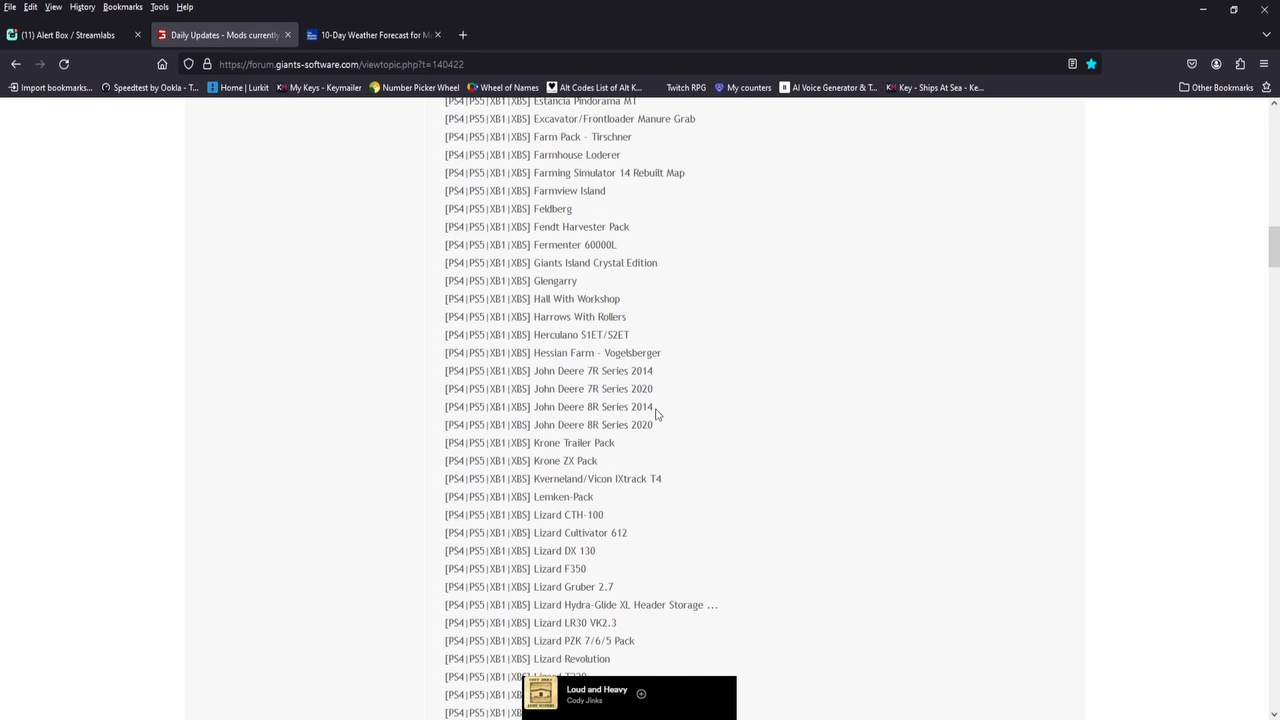 File Edit View History Bookmarks Tools Help
(11) Alert Box / Streamlabs
Daily Updates - Mods currently
10-Day Weather Forecast for M
https://forum.giants-software.com/viewtopic.php?t=140422
Import bookmarks... Speedtest by Ookla - T... Home | Lurkit My Keys - Keymailer Number Picker Wheel Wheel of Names Alt Codes List of Alt K... Twitch RPG My counters AI Voice Generator & T... Key - Ships At Sea - Ke... Other Bookmarks
[PS4|PS5|XB1|XBS] Estancia Pindorama MT
[PS4|PS5|XB1|XBS] Excavator/Frontloader Manure Grab
[PS4|PS5|XB1|XBS] Farm Pack - Tirschner
[PS4|PS5|XB1|XBS] Farmhouse Loderer
[PS4|PS5|XB1|XBS] Farming Simulator 14 Rebuilt Map
[PS4|PS5|XB1|XBS] Farmview Island
[PS4|PS5|XB1|XBS] Feldberg
[PS4|PS5|XB1|XBS] Fendt Harvester Pack
[PS4|PS5|XB1|XBS] Fermenter 60000L
[PS4|PS5|XB1|XBS] Giants Island Crystal Edition
[PS4|PS5|XB1|XBS] Glengarry
[PS4|PS5|XB1|XBS] Hall With Workshop
[PS4|PS5|XB1|XBS] Harrows With Rollers
[PS4|PS5|XB1|XBS] Herculano S1ET/S2ET
[PS4|PS5|XB1|XBS] Hessian Farm - Vogelsberger
[PS4|PS5|XB1|XBS] John Deere 7R Series 2014
[PS4|PS5|XB1|XBS] John Deere 7R Series 2020
[PS4|PS5|XB1|XBS] John Deere 8R Series 2014
[PS4|PS5|XB1|XBS] John Deere 8R Series 2020
[PS4|PS5|XB1|XBS] Krone Trailer Pack
[PS4|PS5|XB1|XBS] Krone ZX Pack
[PS4|PS5|XB1|XBS] Kverneland/Vicon IXtrack T4
[PS4|PS5|XB1|XBS] Lemken-Pack
[PS4|PS5|XB1|XBS] Lizard CTH-100
[PS4|PS5|XB1|XBS] Lizard Cultivator 612
[PS4|PS5|XB1|XBS] Lizard DX 130
[PS4|PS5|XB1|XBS] Lizard F350
[PS4|PS5|XB1|XBS] Lizard Gruber 2.7
[PS4|PS5|XB1|XBS] Lizard Hydra-Glide XL Header Storage ...
[PS4|PS5|XB1|XBS] Lizard LR30 VK2.3
[PS4|PS5|XB1|XBS] Lizard PZK 7/6/5 Pack
[PS4|PS5|XB1|XBS] Lizard Revolution
[PS4|PS5|XB1|XBS]
[PS4|PS5|XB1|XBS]
[PS4|PS5|XB1|XBS]
Loud and Heavy
Cody Jinks